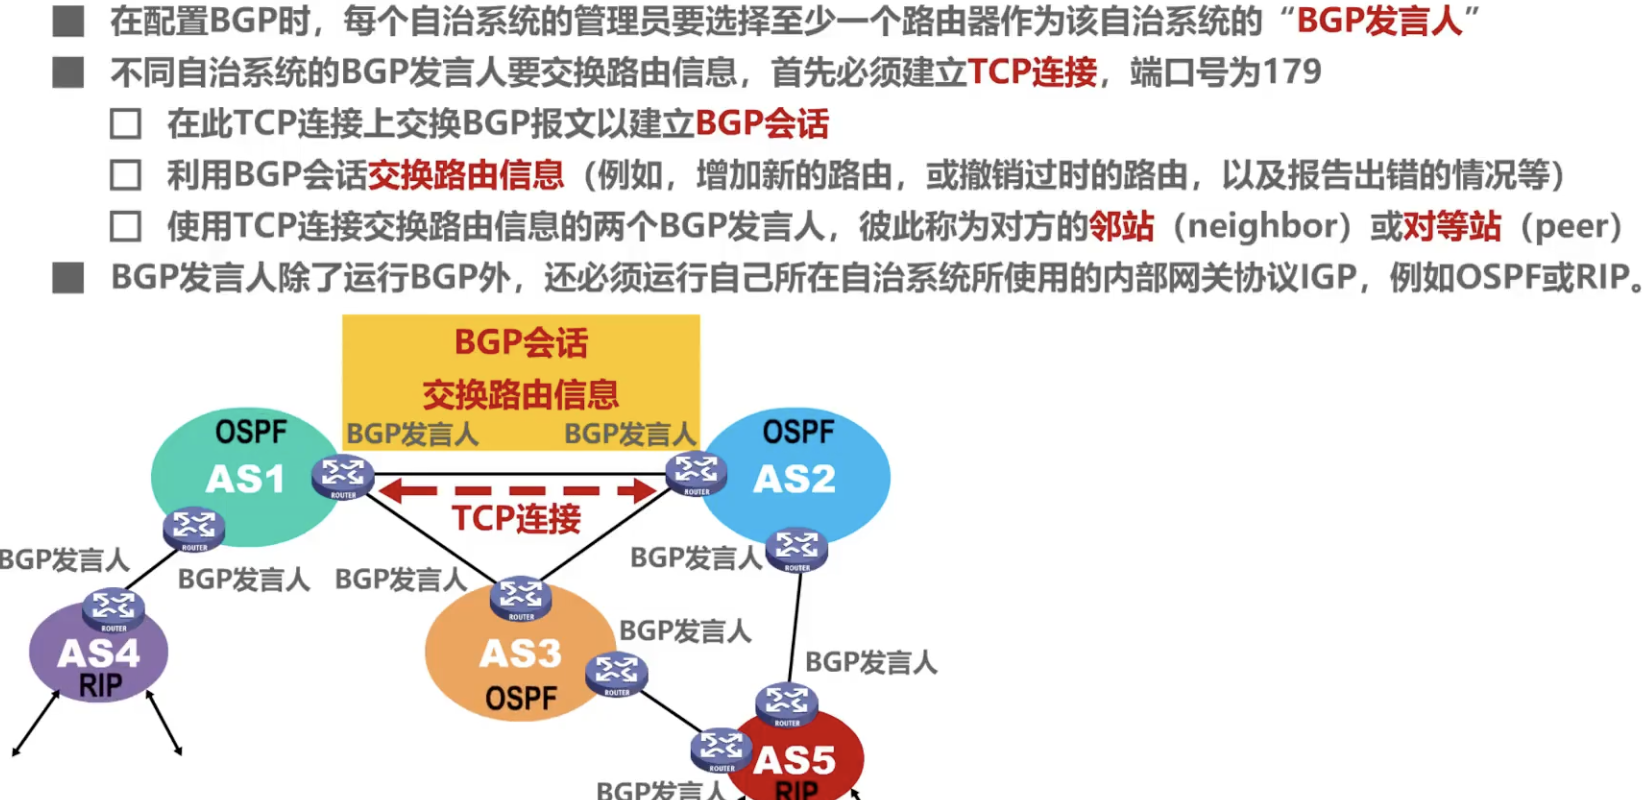 在配置BGP时，每个自治系统的管理员要选择至少一个路由器作为该自治系统的“BGP发言人”
不同自治系统的BGP发言人要交换路由信息，首先必须建立TCP连接，端口号为179
在此TCP连接上交换BGP报文以建立BGP会话
利用BGP会话交换路由信息（例如，增加新的路由，或撤销过时的路由，以及报告出错的情况等）
使用TCP连接交换路由信息的两个BGP发言人，彼此称为对方的邻站（neighbor）或对等站（peer）
BGP发言人除了运行BGP外，还必须运行自己所在自治系统所使用的内部网关协议IGP，例如OSPF或RIP。
BGP会话
交换路由信息
BGP发言人
BGP发言人
OSPF
AS1
ROUTER
ROUTER
OSPF
AS2
ROUTER
TCP连接
BGP发言人
BGP发言人
BGP发言人
BGP发言人
ROUTER
ROUTER
ROUTER
AS4
RIP
AS3
OSPF
BGP发言人
ROUTER
BGP发言人
ROUTER
ROUTER
AS5
RIP
BGP发言人